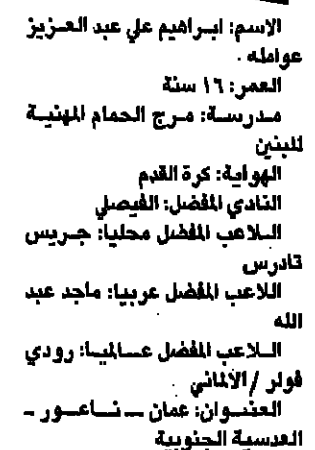 الاسم: ابراهيم علي عبد العزيز
عوامله .
العمر: ١٦ سنة
مدرسة: مرج الحمام المهنية
للبنين
الهواية: كرة القدم
النادي المفضل: الفيصلي
اللاعب المفضل محليا: جريس
تادرس
اللاعب المفضل عربيا: ماجد عبد
الله
اللاعب المفضل عالميا: رودي
فولر / الالماني .
العنوان: عمان ـ ناعور ـ
العدسية الجنوبية